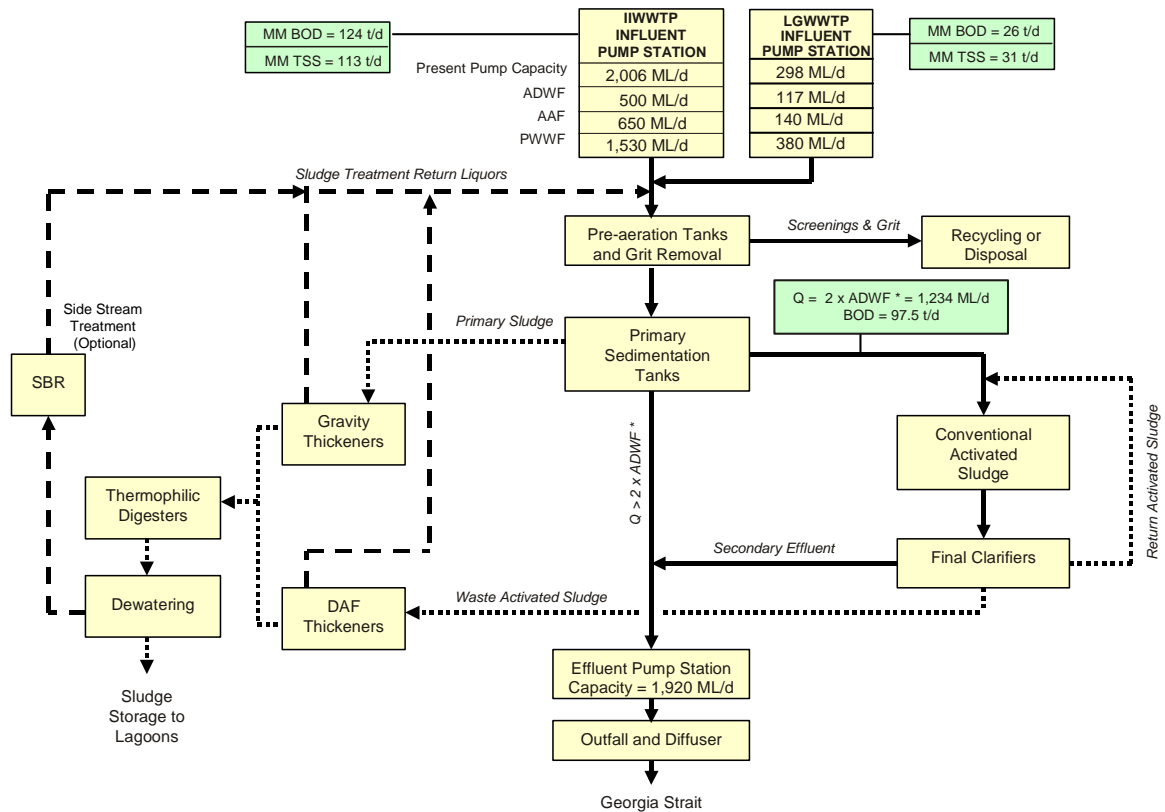 MM BOD = 124 t/d
MM TSS = 113 t/d
IIWWTP
INFLUENT
PUMP STATION
LGWWTP
INFLUENT
PUMP STATION
MM BOD = 26 t/d
MM TSS = 31 t/d
Present Pump Capacity
2,006 ML/d
298 ML/d
ADWF
500 ML/d
117 ML/d
AAF
650 ML/d
140 ML/d
PWWF
1,530 ML/d
380 ML/d
Sludge Treatment Return Liquors
Pre-aeration Tanks
and Grit Removal
Screenings & Grit
Recycling or
Disposal
Q = 2 x ADWF * = 1,234 ML/d
BOD = 97.5 t/d
Side Stream
Treatment
(Optional)
Primary Sludge
Primary
Sedimentation
Tanks
SBR
Gravity
Thickeners
Q > 2 x ADWF *
Conventional
Activated
Sludge
Return Activated Sludge
Thermophilic
Digesters
Secondary Effluent
Final Clarifiers
Dewatering
DAF
Thickeners
Waste Activated Sludge
Effluent Pump Station
Capacity = 1,920 ML/d
Sludge
Storage to
Lagoons
Outfall and Diffuser
Georgia Strait